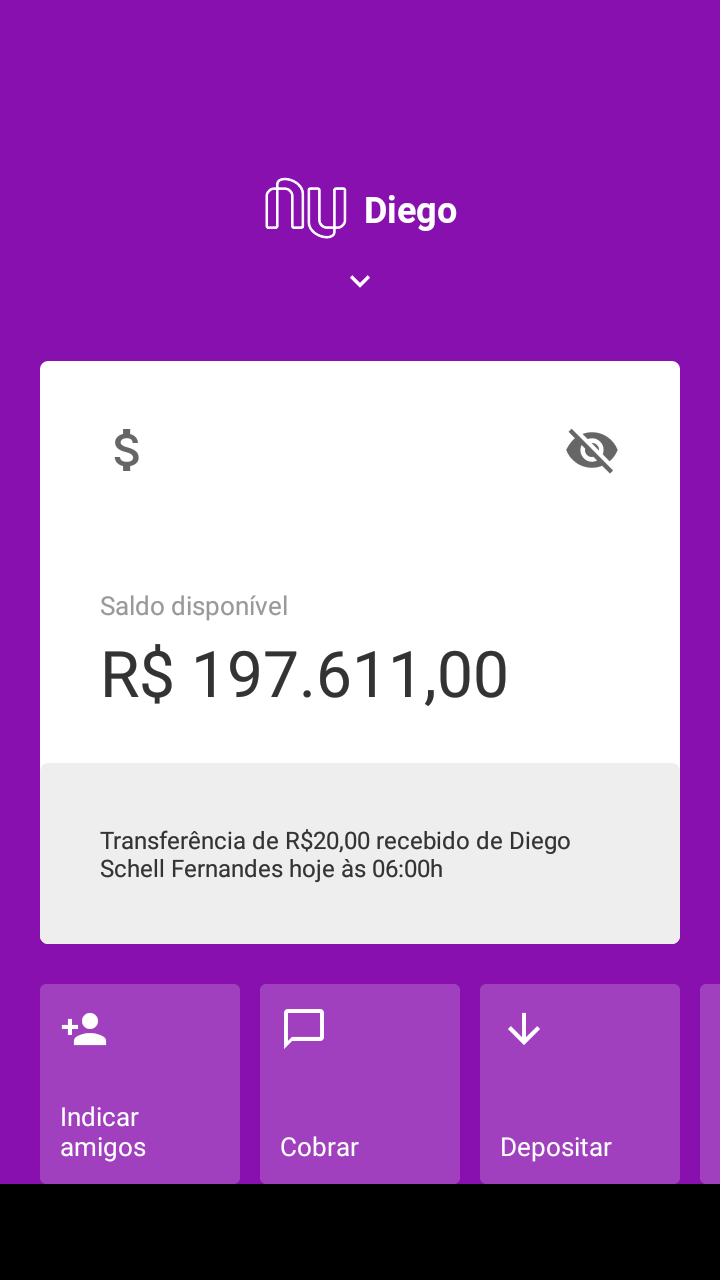 nu Diego
$
Saldo disponível
R$ 197.611,00
Transferência de R$20,00 recebido de Diego
Schell Fernandes hoje às 06:00h
Indicar
amigos
Cobrar
Depositar